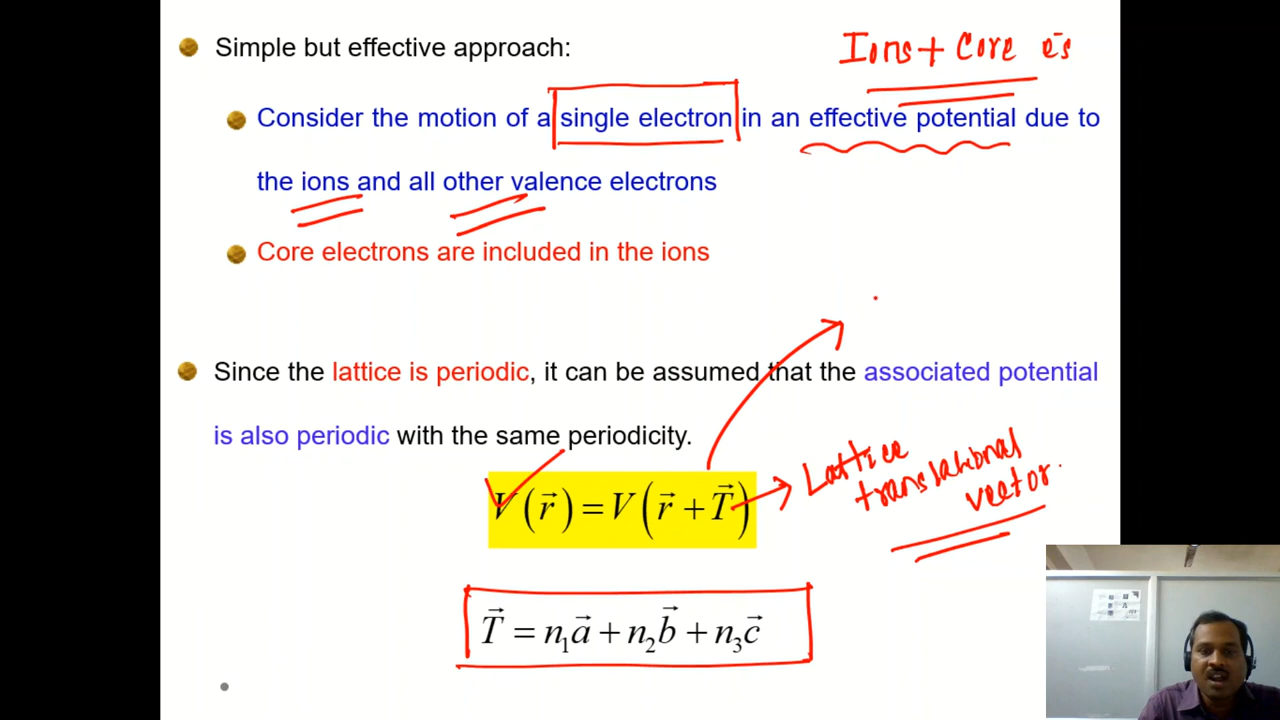 Simple but effective approach:
Ions + Core e⁻s
Consider the motion of a single electron in an effective potential due to
the ions and all other valence electrons
Core electrons are included in the ions
Since the lattice is periodic, it can be assumed that the associated potential
is also periodic with the same periodicity.
V(r⃗) = V(r⃗ + T⃗)
Lattice
translational
vector.
T⃗ = n₁a⃗ + n₂b⃗ + n₃c⃗